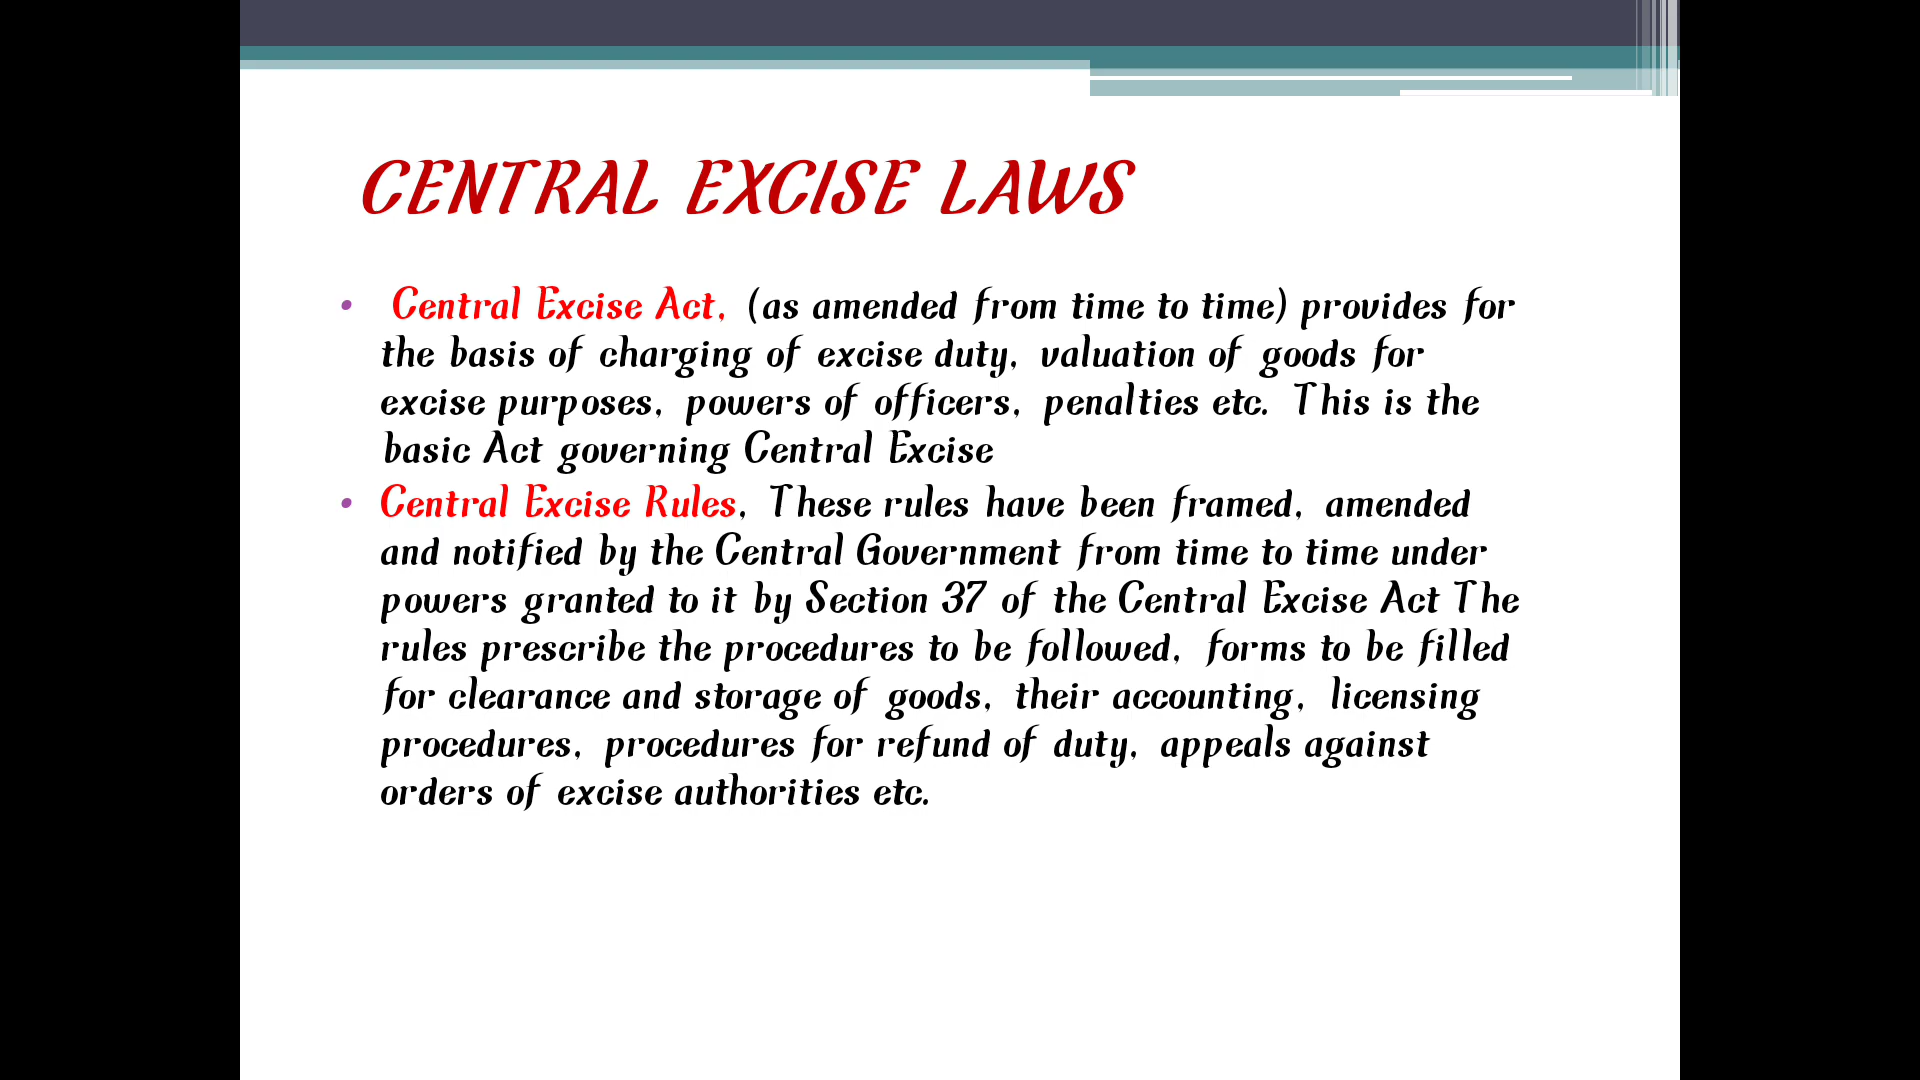 CENTRAL EXCISE LAWS
• Central Excise Act, (as amended from time to time) provides for
the basis of charging of excise duty, valuation of goods for
excise purposes, powers of officers, penalties etc. This is the
basic Act governing Central Excise
• Central Excise Rules, These rules have been framed, amended
and notified by the Central Government from time to time under
powers granted to it by Section 37 of the Central Excise Act The
rules prescribe the procedures to be followed, forms to be filled
for clearance and storage of goods, their accounting, licensing
procedures, procedures for refund of duty, appeals against
orders of excise authorities etc.